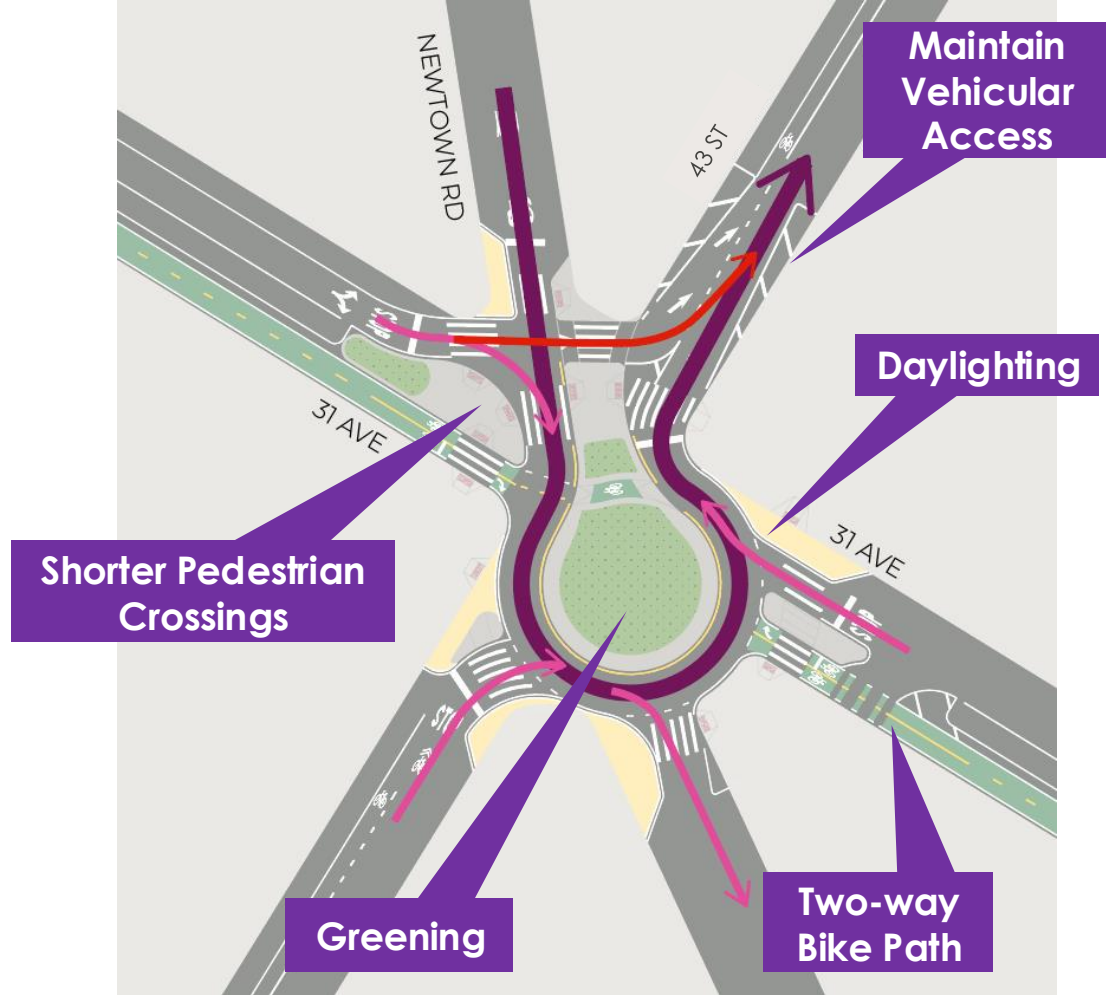 Maintain
Vehicular
Access
NEWTOWN RD
43 ST
Daylighting
31 AVE
31 AVE
Shorter Pedestrian
Crossings
Greening
Two-way
Bike Path